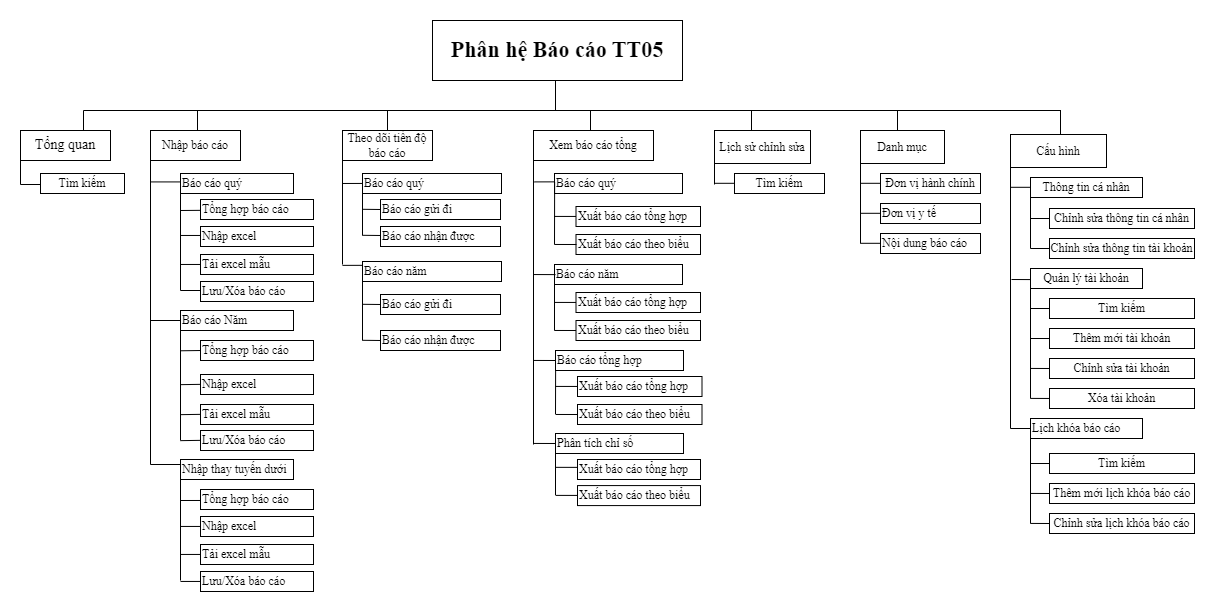 Phân hệ Báo cáo TT05
Tổng quan
Tìm kiếm
Nhập báo cáo
Báo cáo quý
Tổng hợp báo cáo
Nhập excel
Tải excel mẫu
Lưu/Xóa báo cáo
Báo cáo Năm
Tổng hợp báo cáo
Nhập excel
Tải excel mẫu
Lưu/Xóa báo cáo
Nhập thay tuyến dưới
Tổng hợp báo cáo
Nhập excel
Tải excel mẫu
Lưu/Xóa báo cáo
Theo dõi tiến độ
báo cáo
Báo cáo quý
Báo cáo gửi đi
Báo cáo nhận được
Báo cáo năm
Báo cáo gửi đi
Báo cáo nhận được
Xem báo cáo tổng
Báo cáo quý
Xuất báo cáo tổng hợp
Xuất báo cáo theo biểu
Báo cáo năm
Xuất báo cáo tổng hợp
Xuất báo cáo theo biểu
Báo cáo tổng hợp
Xuất báo cáo tổng hợp
Xuất báo cáo theo biểu
Phân tích chỉ số
Xuất báo cáo tổng hợp
Xuất báo cáo theo biểu
Lịch sử chỉnh sửa
Tìm kiếm
Danh mục
Đơn vị hành chính
Đơn vị y tế
Nội dung báo cáo
Cấu hình
Thông tin cá nhân
Chỉnh sửa thông tin cá nhân
Chỉnh sửa thông tin tài khoản
Quản lý tài khoản
Tìm kiếm
Thêm mới tài khoản
Chỉnh sửa tài khoản
Xóa tài khoản
Lịch khóa báo cáo
Tìm kiếm
Thêm mới lịch khóa báo cáo
Chỉnh sửa lịch khóa báo cáo